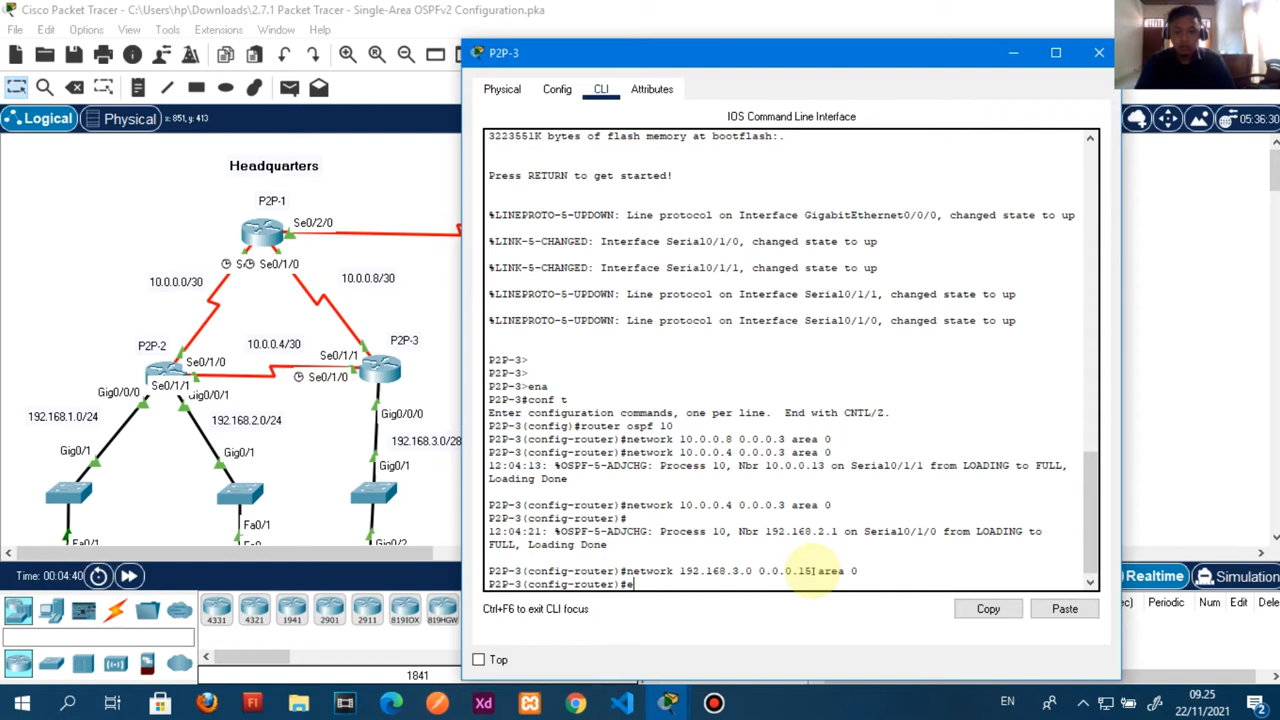 Cisco Packet Tracer - C:\Users\hp\Downloads\2.7.1 Packet Tracer - Single-Area OSPFv2 Configuration.pka
File Edit Options View Tools Extensions Window Help
Logical Physical x: 851, y: 413
05:36:30
Headquarters
P2P-1
Se0/2/0
Se0/1/0
10.0.0.0/30
10.0.0.8/30
P2P-2
10.0.0.4/30
P2P-3
Se0/1/0
Se0/1/1
Se0/1/1
Se0/1/0
Gig0/0/0
Gig0/0/1
Gig0/0/0
192.168.1.0/24
192.168.2.0/24
192.168.3.0/28
Gig0/1
Gig0/1
Gig0/1
Fa0/1
Fa0/1
Fa0/1
Time: 00:04:40
Realtime Simulation
4331 4321 1941 2901 2911 819IOX 819HGW
1841
Periodic Num Edit Dele
P2P-3
Physical Config CLI Attributes
IOS Command Line Interface
3223551K bytes of flash memory at bootflash:.
Press RETURN to get started!
%LINEPROTO-5-UPDOWN: Line protocol on Interface GigabitEthernet0/0/0, changed state to up
%LINK-5-CHANGED: Interface Serial0/1/0, changed state to up
%LINK-5-CHANGED: Interface Serial0/1/1, changed state to up
%LINEPROTO-5-UPDOWN: Line protocol on Interface Serial0/1/1, changed state to up
%LINEPROTO-5-UPDOWN: Line protocol on Interface Serial0/1/0, changed state to up
P2P-3>
P2P-3>
P2P-3>ena
P2P-3#conf t
Enter configuration commands, one per line. End with CNTL/Z.
P2P-3(config)#router ospf 10
P2P-3(config-router)#network 10.0.0.8 0.0.0.3 area 0
P2P-3(config-router)#network 10.0.0.4 0.0.0.3 area 0
12:04:13: %OSPF-5-ADJCHG: Process 10, Nbr 10.0.0.13 on Serial0/1/1 from LOADING to FULL,
Loading Done
P2P-3(config-router)#network 10.0.0.4 0.0.0.3 area 0
P2P-3(config-router)#
12:04:21: %OSPF-5-ADJCHG: Process 10, Nbr 192.168.2.1 on Serial0/1/0 from LOADING to
FULL, Loading Done
P2P-3(config-router)#network 192.168.3.0 0.0.0.15 area 0
P2P-3(config-router)#e
Ctrl+F6 to exit CLI focus
Copy Paste
Top
EN
09.25
22/11/2021
2